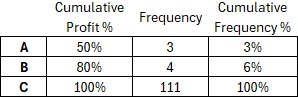 Cumulative Profit % Frequency Cumulative Frequency %
A 50% 3 3%
B 80% 4 6%
C 100% 111 100%